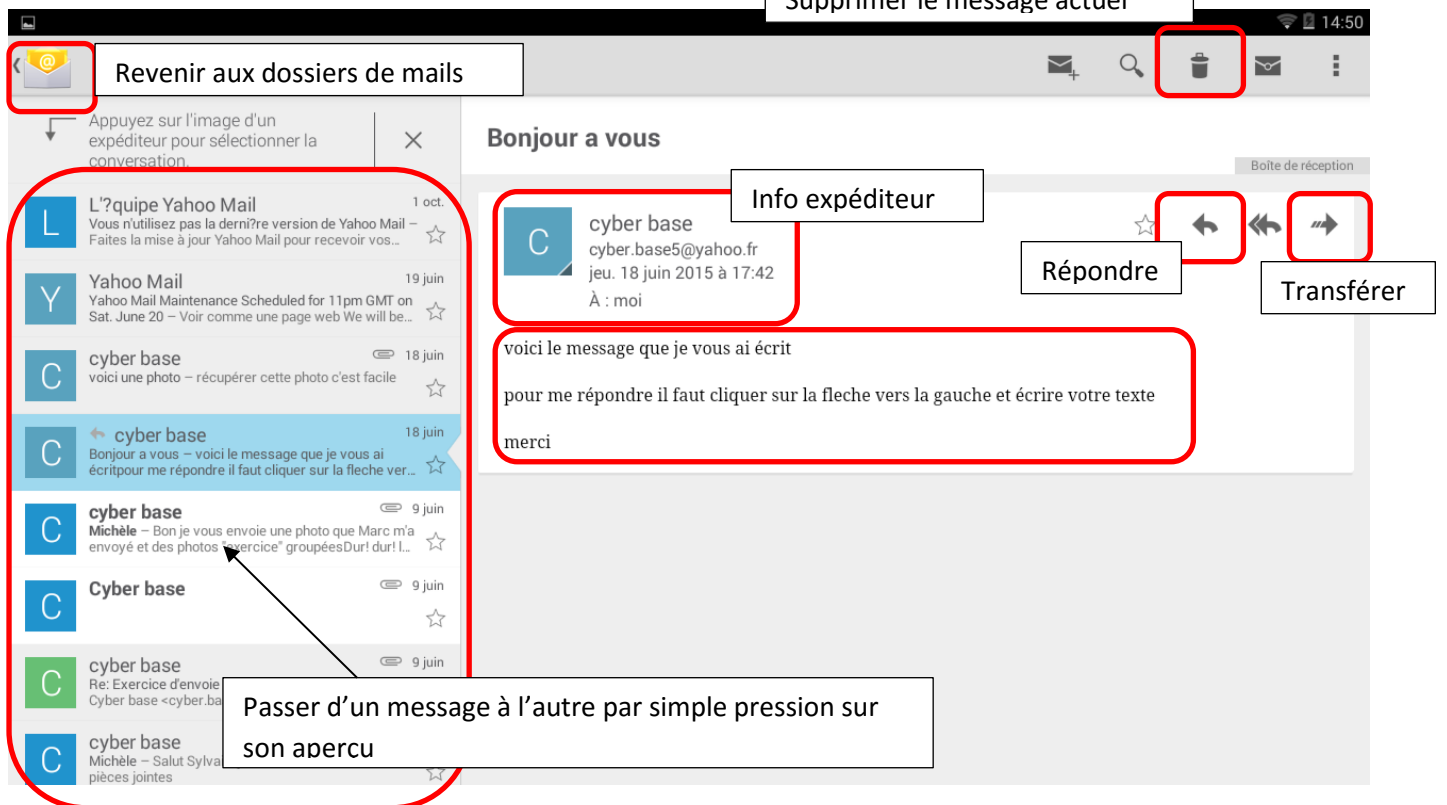 Supprimer le message actuel
14:50
Revenir aux dossiers de mails
Appuyez sur l'image d'un
expéditeur pour sélectionner la
conversation.
L'?quipe Yahoo Mail
1 oct.
Vous n'utilisez pas la derni?re version de Yahoo Mail –
Faites la mise à jour Yahoo Mail pour recevoir vos...
Yahoo Mail
19 juin
Yahoo Mail Maintenance Scheduled for 11pm GMT on
Sat. June 20 – Voir comme une page web We will be...
cyber base
18 juin
voici une photo – récupérer cette photo c'est facile
cyber base
18 juin
Bonjour a vous – voici le message que je vous ai
écritpour me répondre il faut cliquer sur la fleche ver...
cyber base
9 juin
Michèle – Bon je vous envoie une photo que Marc m'a
envoyé et des photos "exercice" groupéesDur! dur! l...
Cyber base
9 juin
cyber base
9 juin
Re: Exercice d'envoie
Cyber base <cyber.ba
cyber base
Michèle – Salut Sylva
pièces jointes
L
Y
C
C
C
C
C
C
Passer d'un message à l'autre par simple pression sur
son aperçu
Bonjour a vous
Boîte de réception
Info expéditeur
C
cyber base
cyber.base5@yahoo.fr
jeu. 18 juin 2015 à 17:42
À : moi
Répondre
Transférer
voici le message que je vous ai écrit
pour me répondre il faut cliquer sur la fleche vers la gauche et écrire votre texte
merci